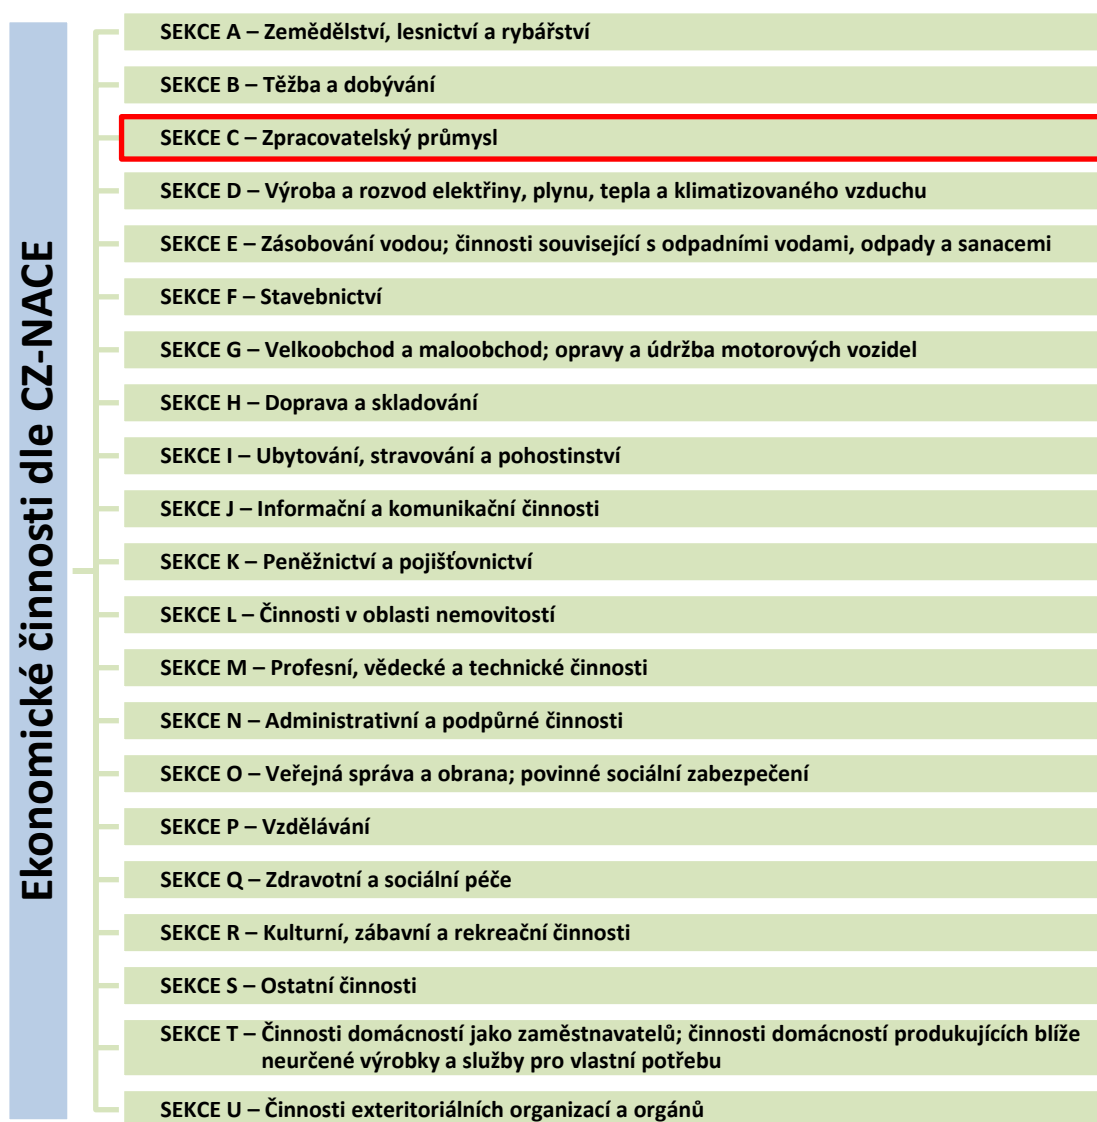 Ekonomické činnosti dle CZ-NACE
SEKCE A – Zemědělství, lesnictví a rybářství
SEKCE B – Těžba a dobývání
SEKCE C – Zpracovatelský průmysl
SEKCE D – Výroba a rozvod elektřiny, plynu, tepla a klimatizovaného vzduchu
SEKCE E – Zásobování vodou; činnosti související s odpadními vodami, odpady a sanacemi
SEKCE F – Stavebnictví
SEKCE G – Velkoobchod a maloobchod; opravy a údržba motorových vozidel
SEKCE H – Doprava a skladování
SEKCE I – Ubytování, stravování a pohostinství
SEKCE J – Informační a komunikační činnosti
SEKCE K – Peněžnictví a pojišťovnictví
SEKCE L – Činnosti v oblasti nemovitostí
SEKCE M – Profesní, vědecké a technické činnosti
SEKCE N – Administrativní a podpůrné činnosti
SEKCE O – Veřejná správa a obrana; povinné sociální zabezpečení
SEKCE P – Vzdělávání
SEKCE Q – Zdravotní a sociální péče
SEKCE R – Kulturní, zábavní a rekreační činnosti
SEKCE S – Ostatní činnosti
SEKCE T – Činnosti domácností jako zaměstnavatelů; činnosti domácností produkujících blíže
neurčené výrobky a služby pro vlastní potřebu
SEKCE U – Činnosti exteritoriálních organizací a orgánů